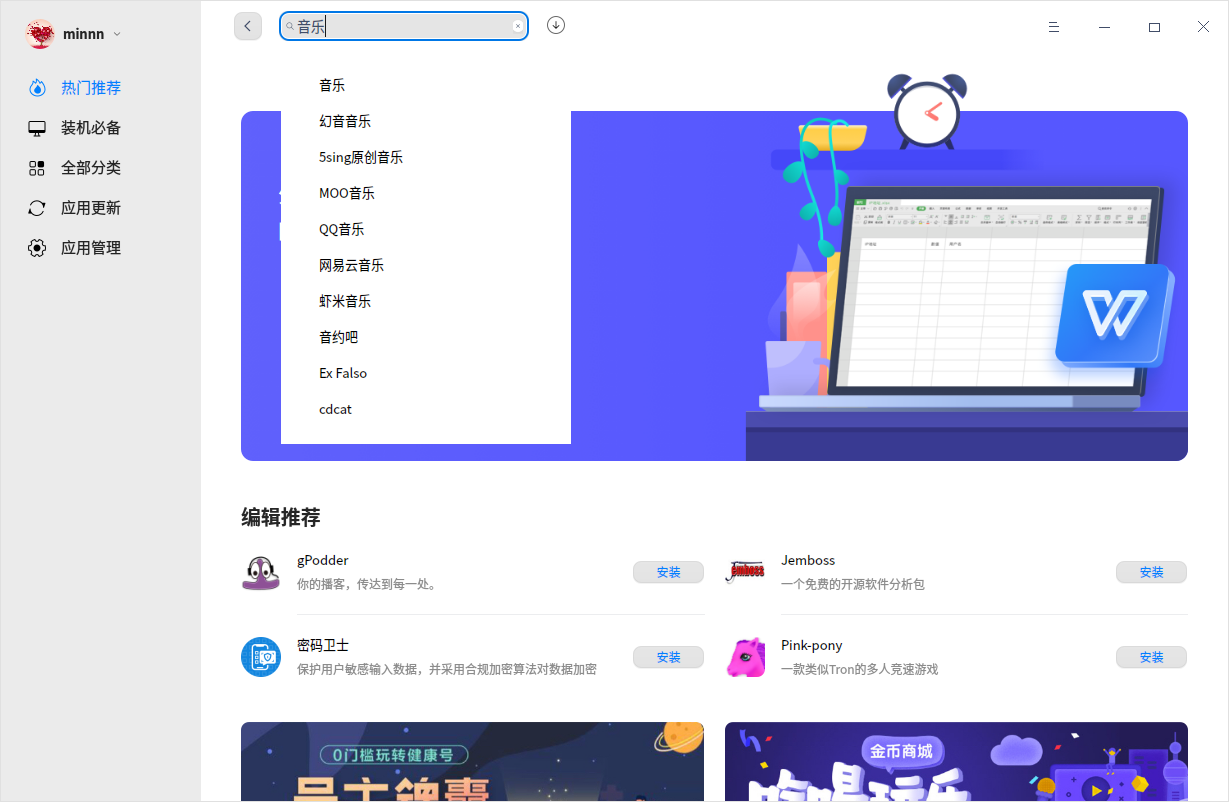 minnn
音乐
热门推荐
装机必备
全部分类
应用更新
应用管理
音乐
幻音音乐
5sing原创音乐
MOO音乐
QQ音乐
网易云音乐
虾米音乐
音约吧
Ex Falso
cdcat
编辑推荐
gPodder
你的播客，传达到每一处。
安装
Jemboss
Jemboss
一个免费的开源软件分析包
安装
密码卫士
保护用户敏感输入数据，并采用合规加密算法对数据加密
安装
Pink-pony
一款类似Tron的多人竞速游戏
安装
0门槛玩转健康号
金币商城